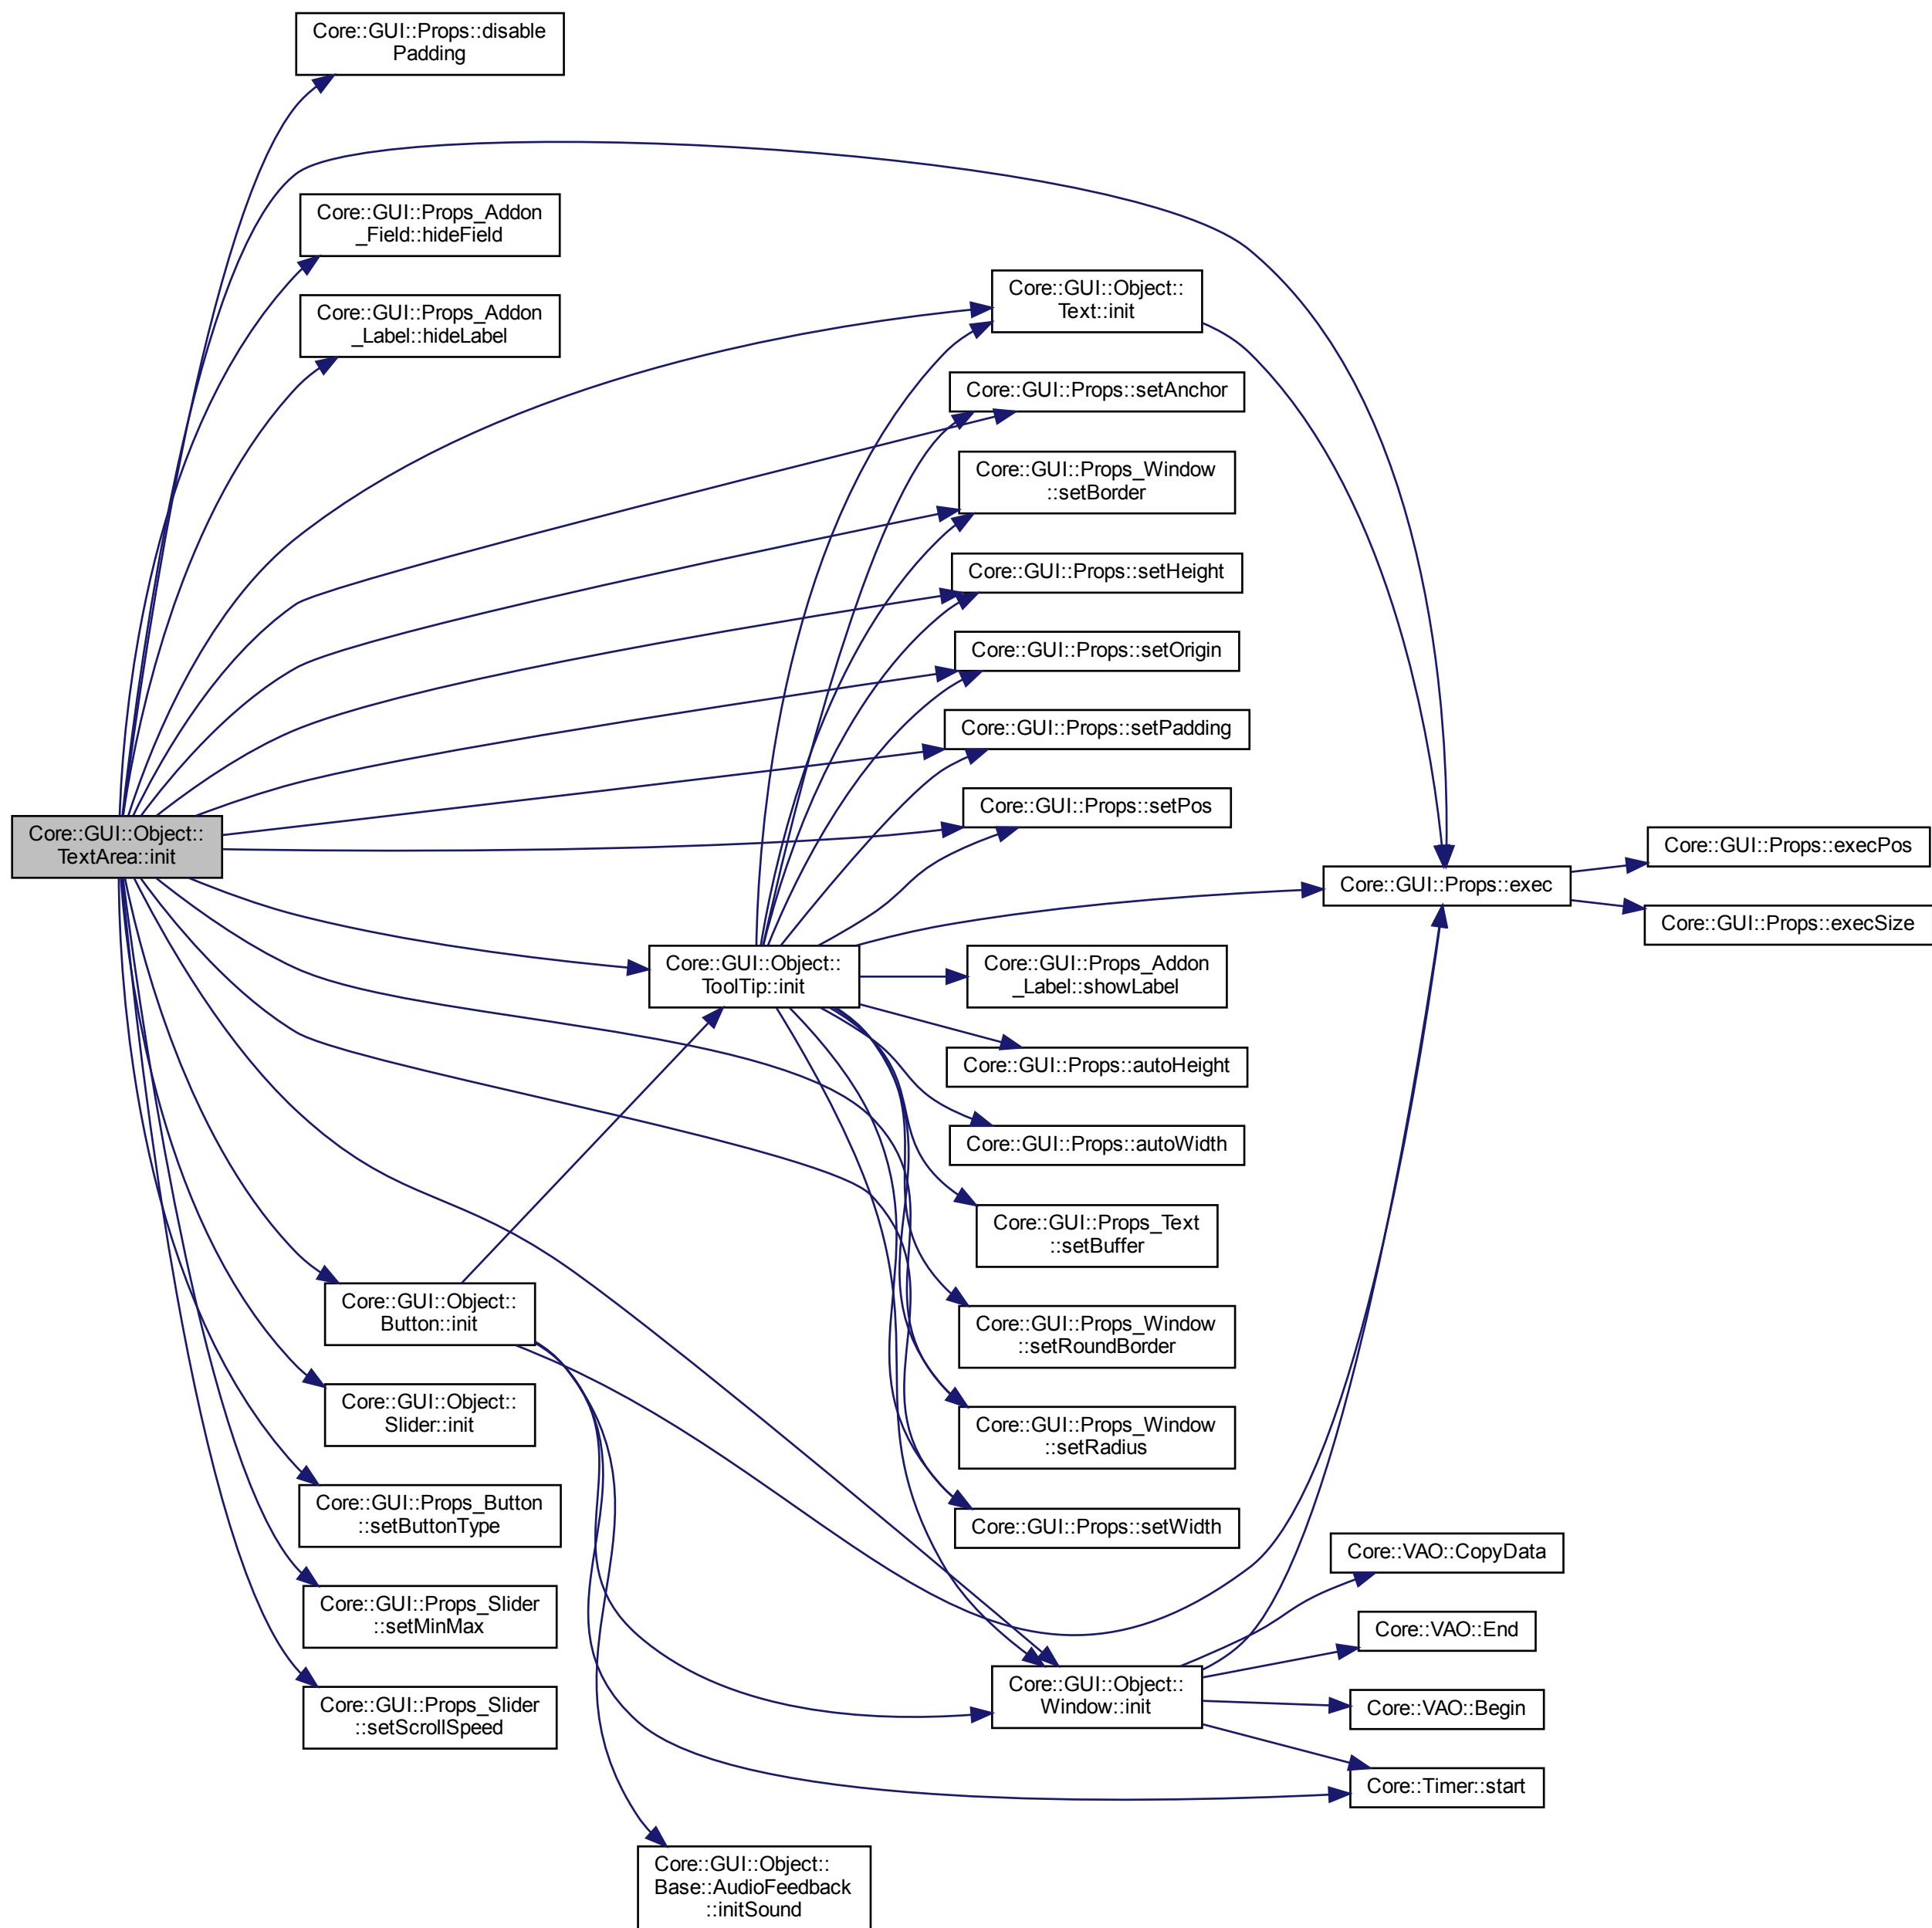 Core::GUI::Props::disable
Padding
Core::GUI::Props_Addon
_Field::hideField
Core::GUI::Props_Addon
_Label::hideLabel
Core::GUI::Object::
Text::init
Core::GUI::Props::setAnchor
Core::GUI::Props_Window
::setBorder
Core::GUI::Props::setHeight
Core::GUI::Props::setOrigin
Core::GUI::Props::setPadding
Core::GUI::Props::setPos
Core::GUI::Object::
TextArea::init
Core::GUI::Props::exec
Core::GUI::Props::execPos
Core::GUI::Props::execSize
Core::GUI::Object::
ToolTip::init
Core::GUI::Props_Addon
_Label::showLabel
Core::GUI::Props::autoHeight
Core::GUI::Props::autoWidth
Core::GUI::Props_Text
::setBuffer
Core::GUI::Object::
Button::init
Core::GUI::Props_Window
::setRoundBorder
Core::GUI::Object::
Slider::init
Core::GUI::Props_Window
::setRadius
Core::GUI::Props_Button
::setButtonType
Core::GUI::Props::setWidth
Core::VAO::CopyData
Core::GUI::Props_Slider
::setMinMax
Core::VAO::End
Core::GUI::Object::
Window::init
Core::GUI::Props_Slider
::setScrollSpeed
Core::VAO::Begin
Core::Timer::start
Core::GUI::Object::
Base::AudioFeedback
::initSound